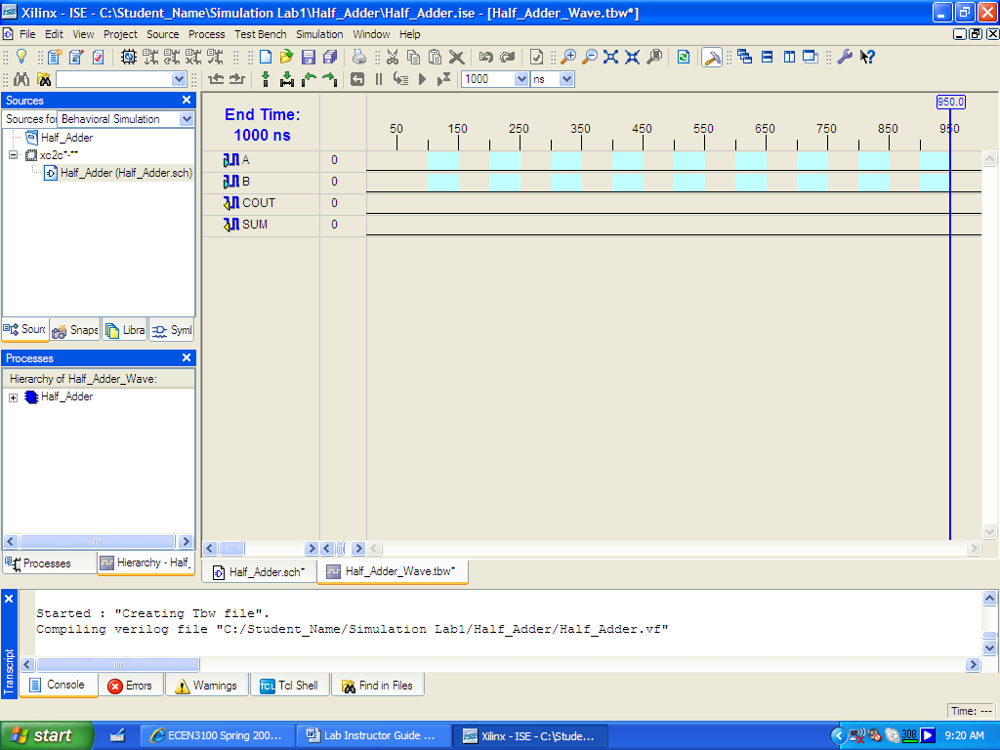 Xilinx - ISE - C:\Student_Name\Simulation Lab1\Half_Adder\Half_Adder.ise - [Half_Adder_Wave.tbw*]
File Edit View Project Source Process Test Bench Simulation Window Help
1000 ns
Sources
Sources for Behavioral Simulation
Half_Adder
xc2c*-**
Half_Adder (Half_Adder.sch)
Sourc Snaps Libra Syml
Processes
Hierarchy of Half_Adder_Wave:
Half_Adder
Processes Hierarchy - Half_
950.0
End Time:
1000 ns
50 150 250 350 450 550 650 750 850 950
A 0
B 0
COUT 0
SUM 0
Half_Adder.sch* Half_Adder_Wave.tbw*
Started : "Creating Tbw file".
Compiling verilog file "C:/Student_Name/Simulation Lab1/Half_Adder/Half_Adder.vf"
Transcript
Console Errors Warnings TCL Tcl Shell Find in Files
Time: ---
start ECEN3100 Spring 200... Lab Instructor Guide ... ISE Xilinx - ISE - C:\Stude... 308 9:20 AM